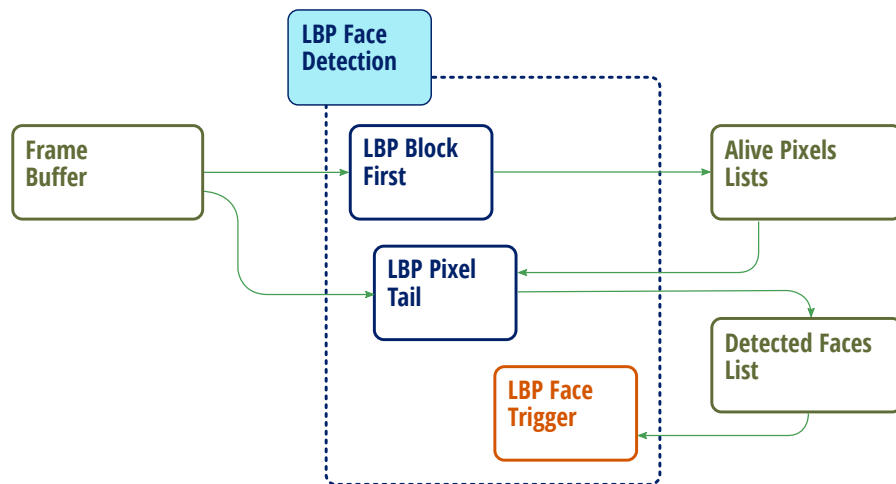 LBP Face
Detection
Frame
Buffer
LBP Block
First
Alive Pixels
Lists
LBP Pixel
Tail
Detected Faces
List
LBP Face
Trigger